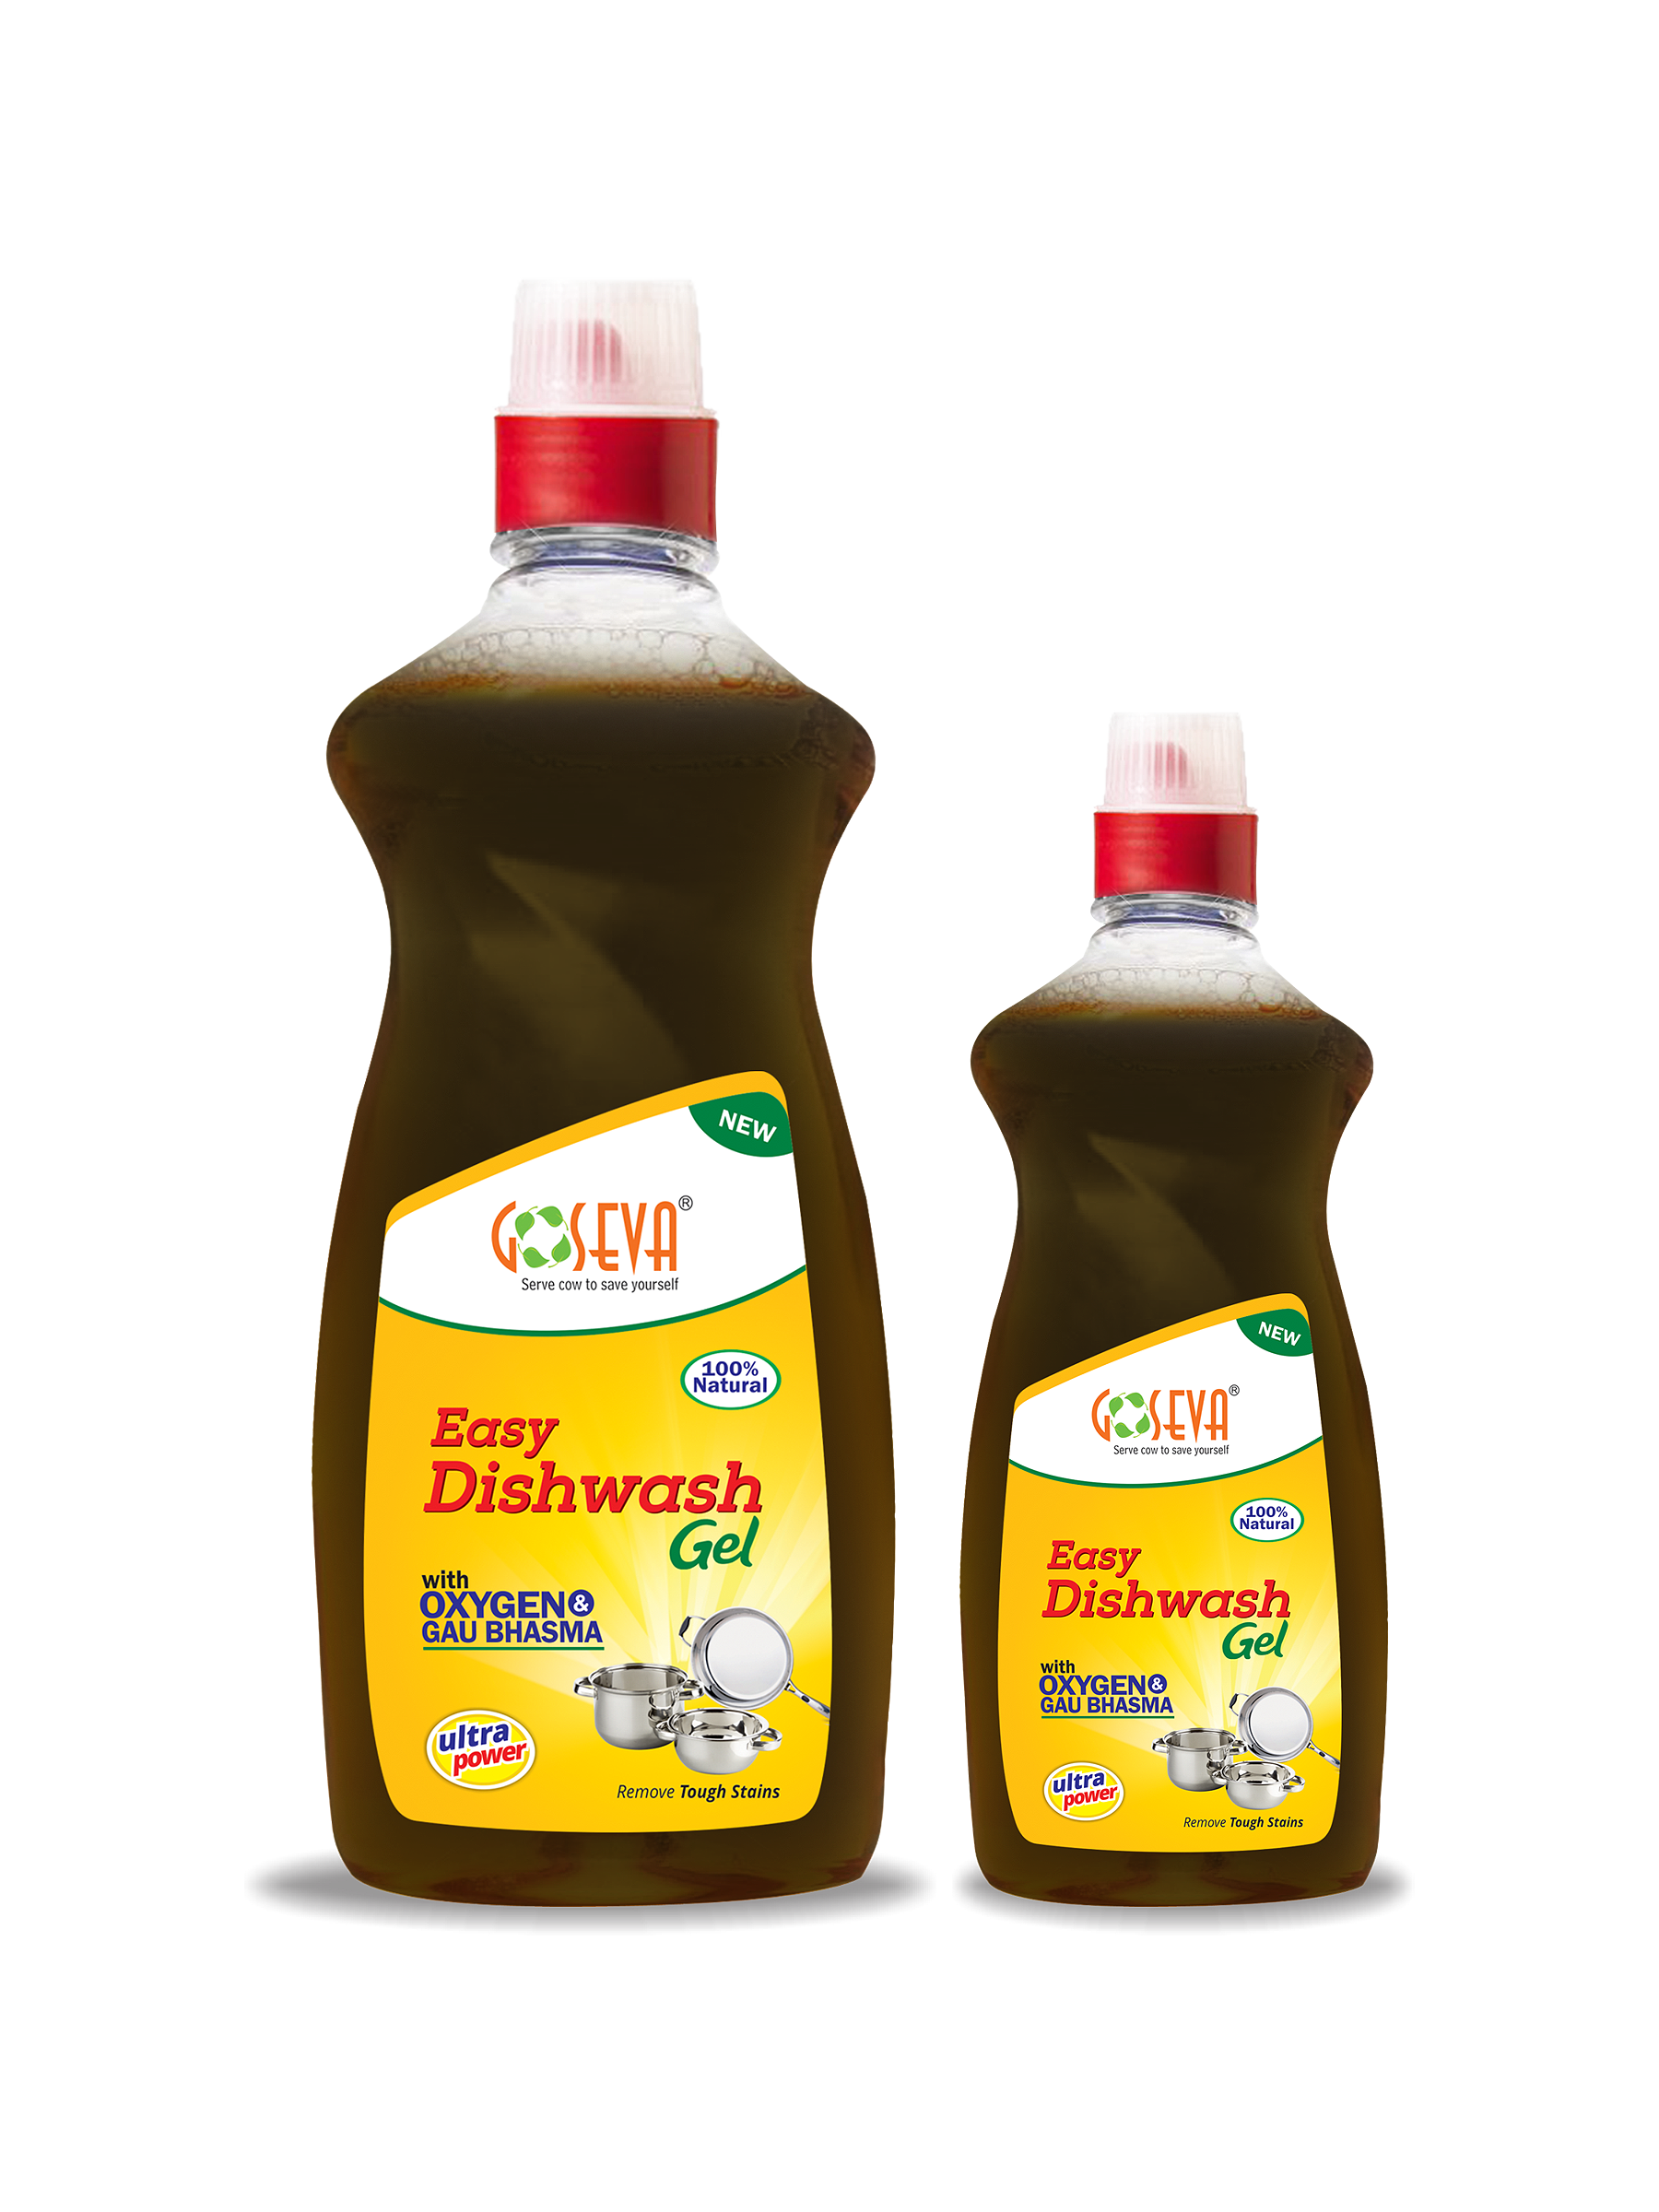 NEW
GOSEVA®
Serve cow to save yourself
100%
Natural
Easy
Dishwash
Gel
with
OXYGEN &
GAU BHASMA
ultra
power
Remove Tough Stains
NEW
GOSEVA®
Serve cow to save yourself
100%
Natural
Easy
Dishwash
Gel
with
OXYGEN &
GAU BHASMA
ultra
power
Remove Tough Stains